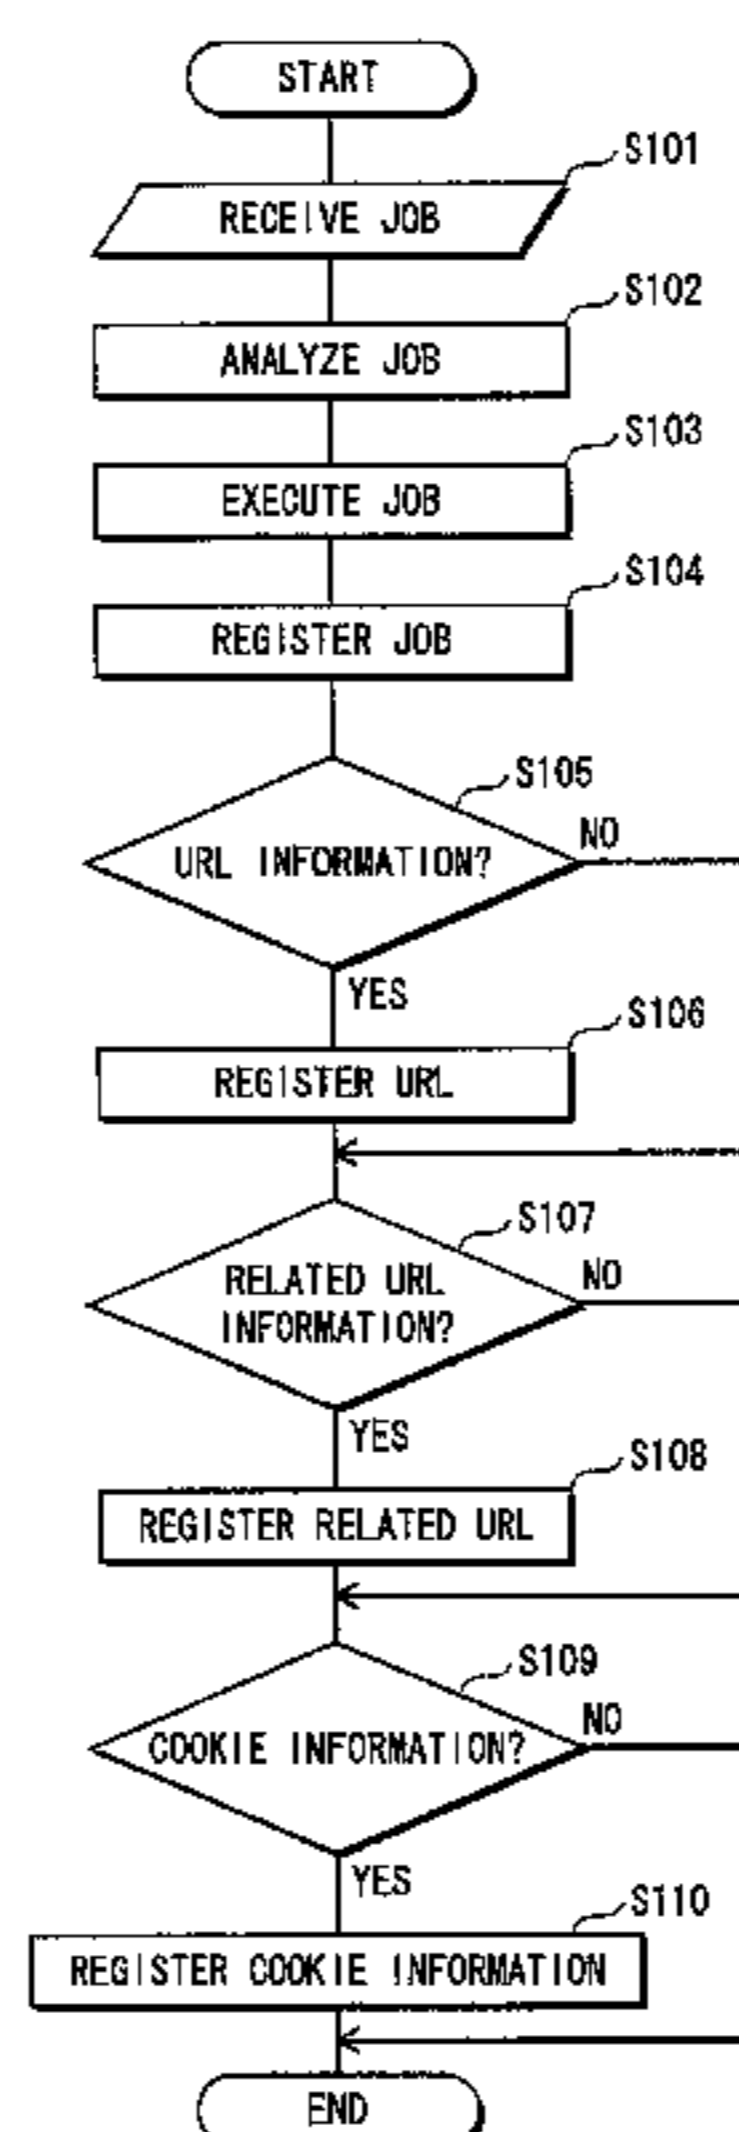 START
S101
RECEIVE JOB
S102
ANALYZE JOB
S103
EXECUTE JOB
S104
REGISTER JOB
S105
URL INFORMATION?
NO
YES
S106
REGISTER URL
S107
RELATED URL
INFORMATION?
NO
YES
S108
REGISTER RELATED URL
S109
COOKIE INFORMATION?
NO
YES
S110
REGISTER COOKIE INFORMATION
END